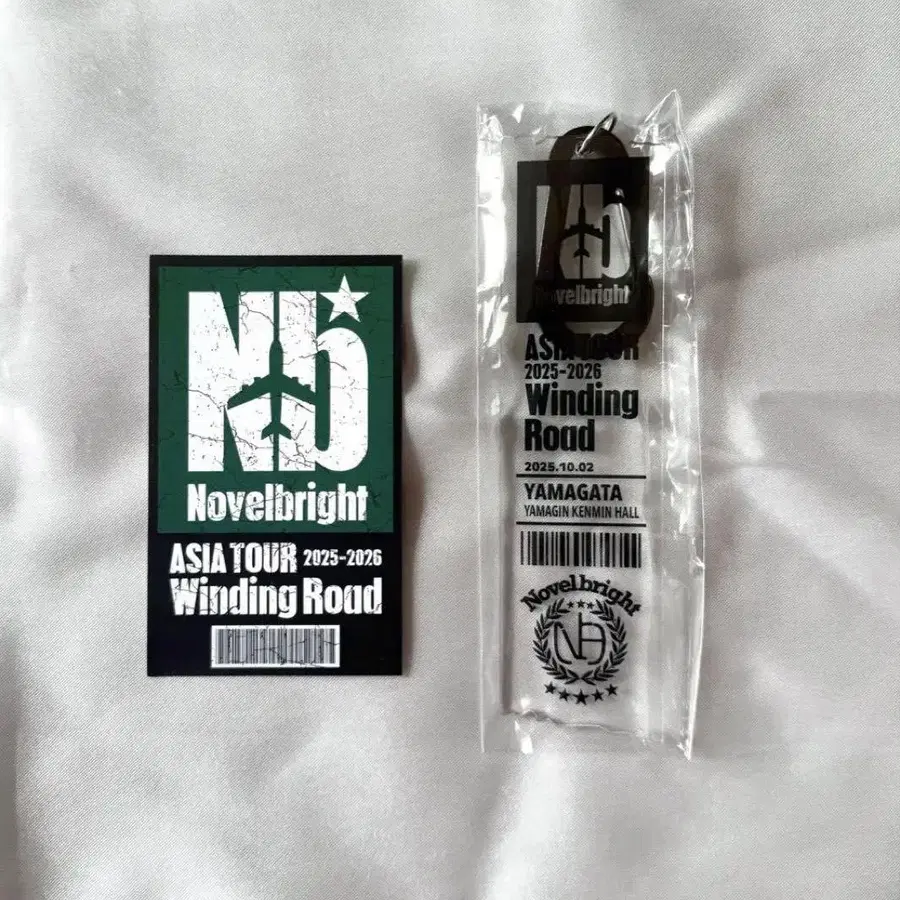 Nb
Novelbright
ASIA TOUR 2025-2026
Winding Road
Nb
Novelbright
ASIA TOUR
2025-2026
Winding
Road
2025.10.02
YAMAGATA
YAMAGIN KENMIN HALL
Novelbright
Nb